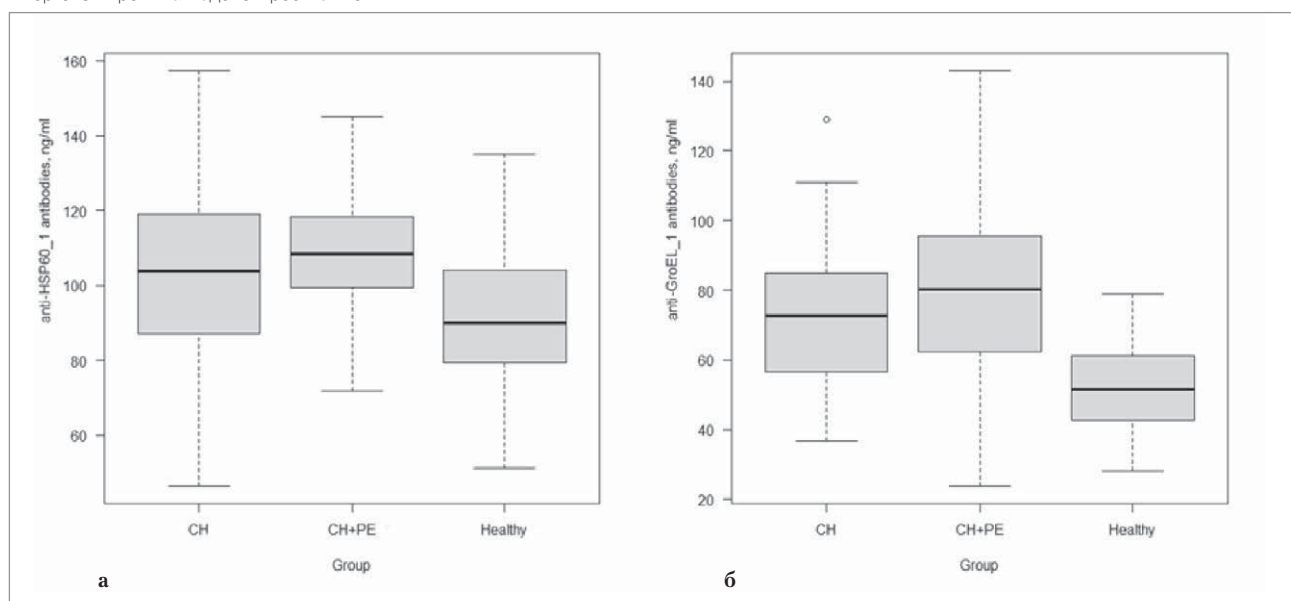 160
140
120
100
80
60
anti-HSP60_1 antibodies, ng/ml
CH
CH+PE
Healthy
Group
а
140
120
100
80
60
40
20
anti-GroEL_1 antibodies, ng/ml
CH
CH+PE
Healthy
Group
б